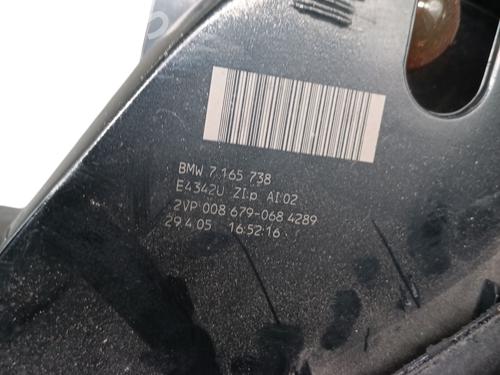 BMW 7 165 738
E4342U ZI:p AI:02
2VP 008 679-068 4289
29.4.05 16:52:16